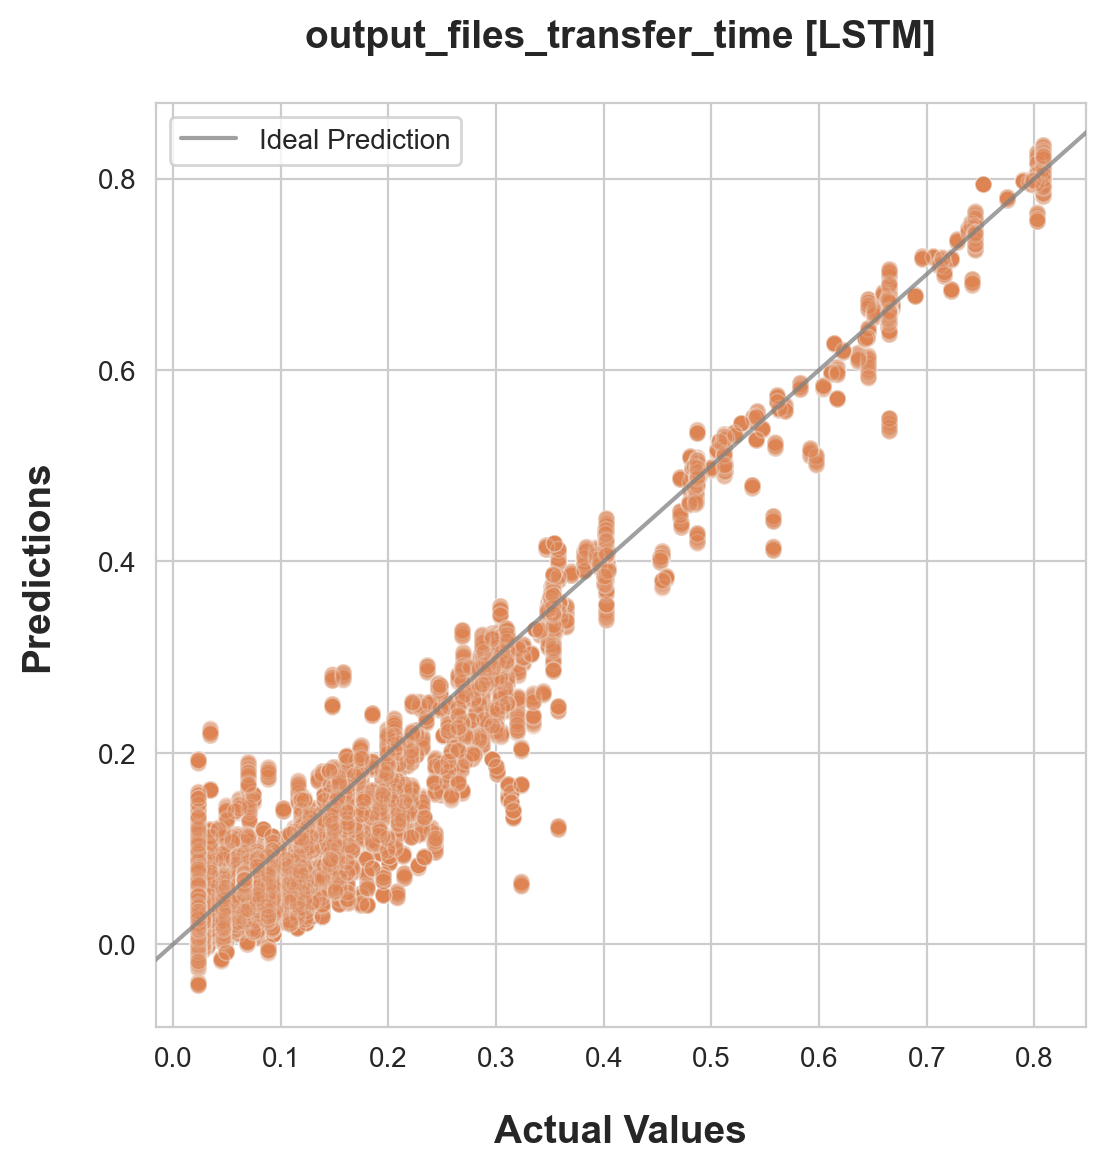 output_files_transfer_time [LSTM]
Ideal Prediction
Predictions
0.8
0.6
0.4
0.2
0.0
0.0 0.1 0.2 0.3 0.4 0.5 0.6 0.7 0.8
Actual Values